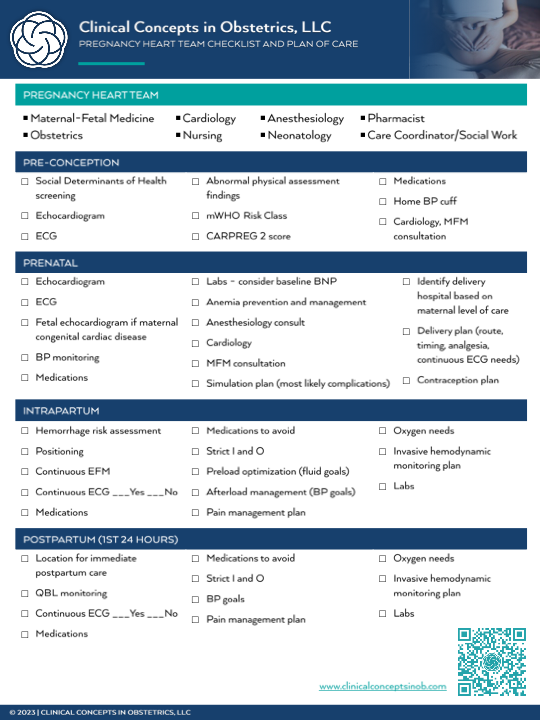 Clinical Concepts in Obstetrics, LLC
PREGNANCY HEART TEAM CHECKLIST AND PLAN OF CARE
PREGNANCY HEART TEAM
▪ Maternal-Fetal Medicine
▪ Obstetrics
▪ Cardiology
▪ Nursing
▪ Anesthesiology
▪ Neonatology
▪ Pharmacist
▪ Care Coordinator/Social Work
PRE-CONCEPTION
☐ Social Determinants of Health
screening
☐ Echocardiogram
☐ ECG
☐ Abnormal physical assessment
findings
☐ mWHO Risk Class
☐ CARPREG 2 score
☐ Medications
☐ Home BP cuff
☐ Cardiology, MFM
consultation
PRENATAL
☐ Echocardiogram
☐ ECG
☐ Fetal echocardiogram if maternal
congenital cardiac disease
☐ BP monitoring
☐ Medications
☐ Labs - consider baseline BNP
☐ Anemia prevention and management
☐ Anesthesiology consult
☐ Cardiology
☐ MFM consultation
☐ Simulation plan (most likely complications)
☐ Identify delivery
hospital based on
maternal level of care
☐ Delivery plan (route,
timing, analgesia,
continuous ECG needs)
☐ Contraception plan
INTRAPARTUM
☐ Hemorrhage risk assessment
☐ Positioning
☐ Continuous EFM
☐ Continuous ECG ___Yes ___No
☐ Medications
☐ Medications to avoid
☐ Strict I and O
☐ Preload optimization (fluid goals)
☐ Afterload management (BP goals)
☐ Pain management plan
☐ Oxygen needs
☐ Invasive hemodynamic
monitoring plan
☐ Labs
POSTPARTUM (1ST 24 HOURS)
☐ Location for immediate
postpartum care
☐ QBL monitoring
☐ Continuous ECG ___Yes ___No
☐ Medications
☐ Medications to avoid
☐ Strict I and O
☐ BP goals
☐ Pain management plan
☐ Oxygen needs
☐ Invasive hemodynamic
monitoring plan
☐ Labs
www.clinicalconceptsinob.com
© 2023 | CLINICAL CONCEPTS IN OBSTETRICS, LLC